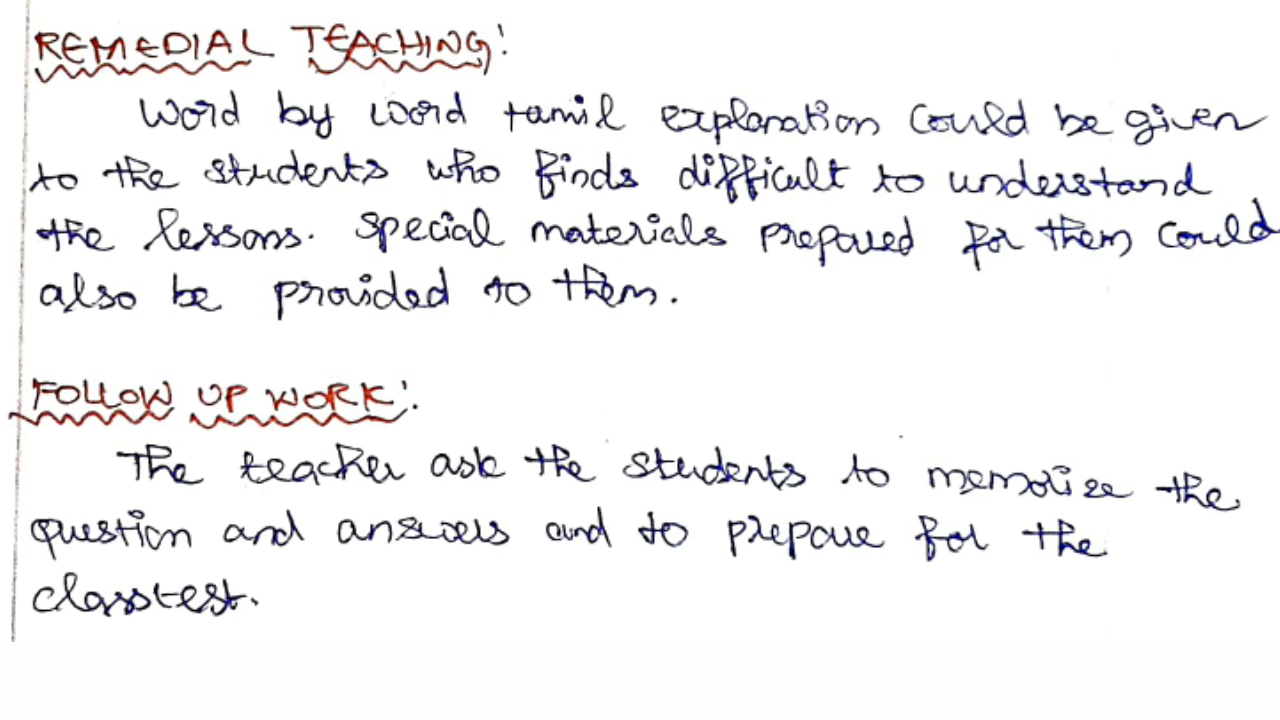 REMEDIAL TEACHING:
Word by word tamil explanation could be given
to the students who finds difficult to understand
the lessons. Special materials prepared for them could
also be provided to them.
FOLLOW UP WORK:
The teacher ask the students to memorize the
question and answers and to prepare for the
classtest.